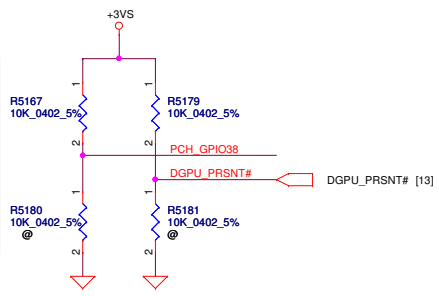 +3VS
1
1
R5167
10K_0402_5%
R5179
10K_0402_5%
2
2
PCH_GPIO38
DGPU_PRSNT#
DGPU_PRSNT# [13]
1
1
R5180
10K_0402_5%
@
R5181
10K_0402_5%
@
2
2